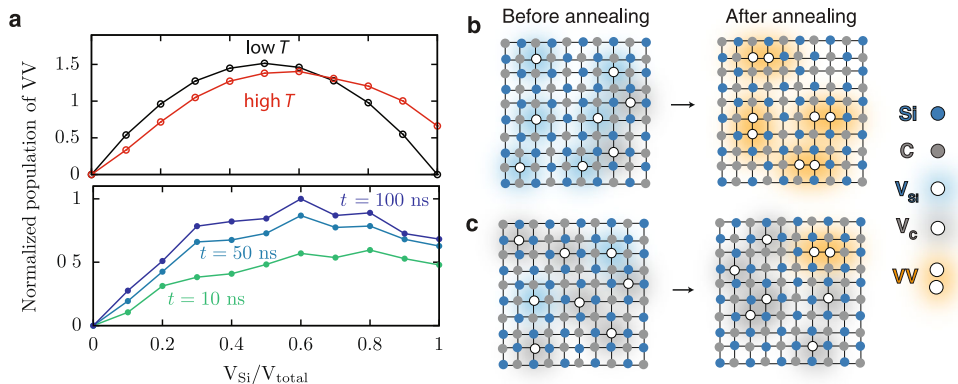 a
Normalized population of VV
low T
high T
1.5
1
0.5
0
t = 100 ns
t = 50 ns
t = 10 ns
1
0 5
0
0 0.2 0.4 0.6 0.8 1
V_Si/V_total
b
Before annealing After annealing
c
Si
C
V_Si
V_C
VV